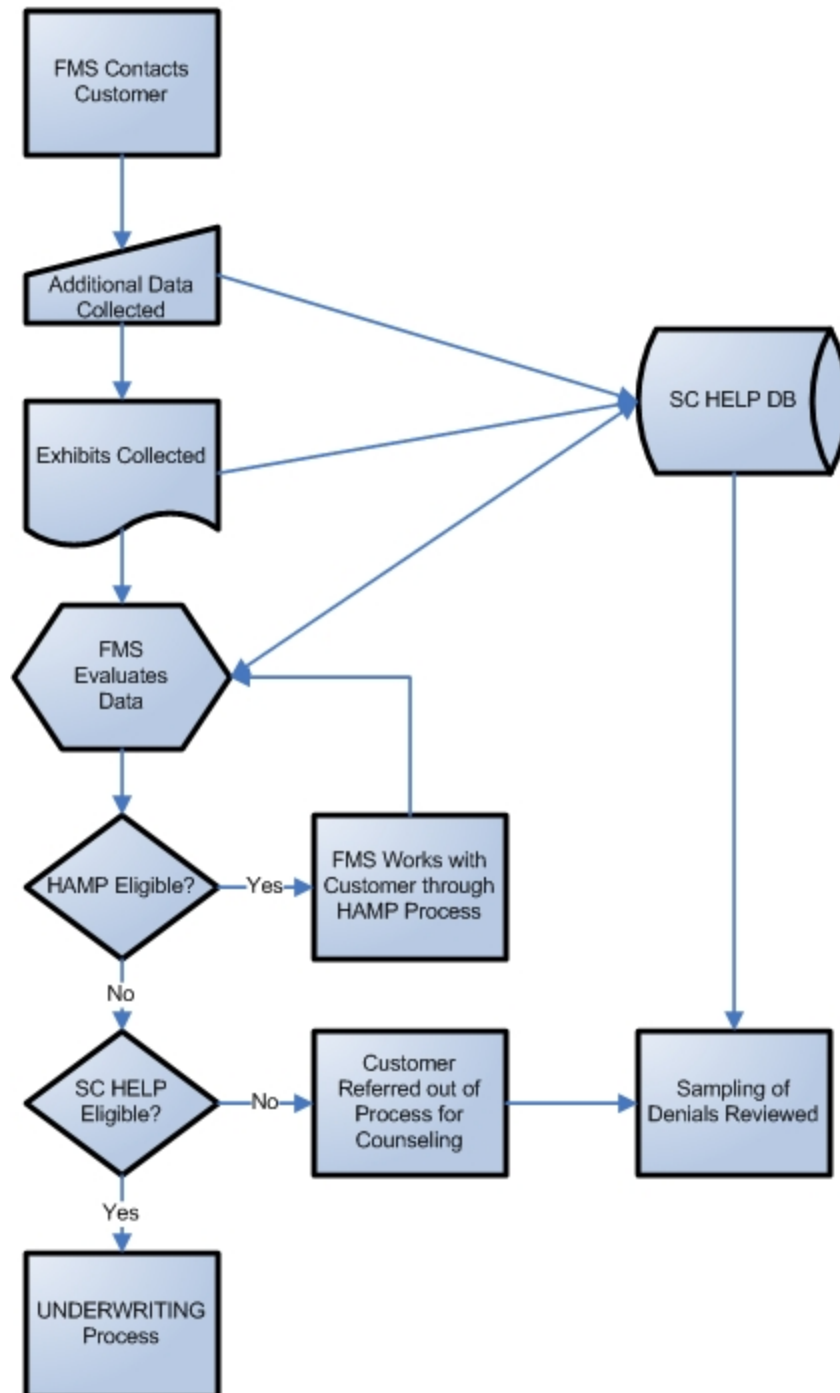 FMS Contacts
Customer
Additional Data
Collected
SC HELP DB
Exhibits Collected
FMS
Evaluates
Data
HAMP Eligible?
Yes
FMS Works with
Customer through
HAMP Process
No
SC HELP
Eligible?
No
Customer
Referred out of
Process for
Counseling
Sampling of
Denials Reviewed
Yes
UNDERWRITING
Process